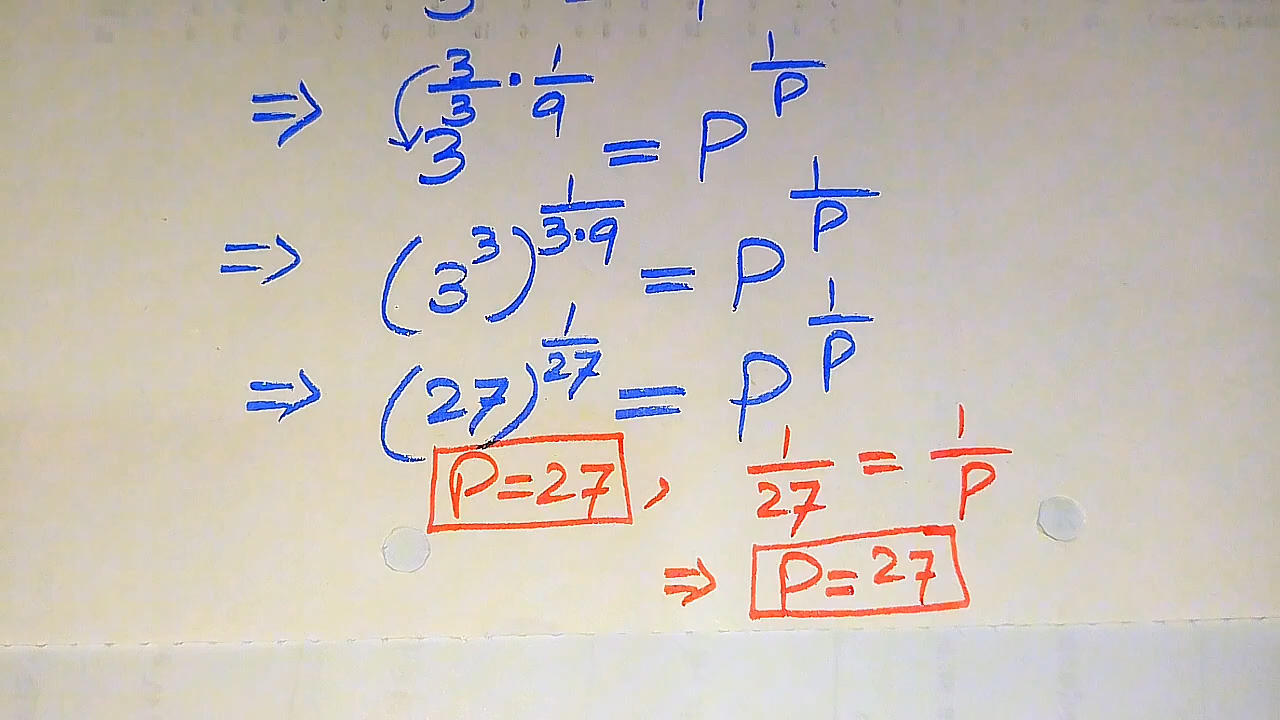 ⇒ 3^(3/3 · 1/9) = P^(1/P)
⇒ (3^3)^(1/(3·9)) = P^(1/P)
⇒ (27)^(1/27) = P^(1/P)
P=27 , 1/27 = 1/P
⇒ P=27